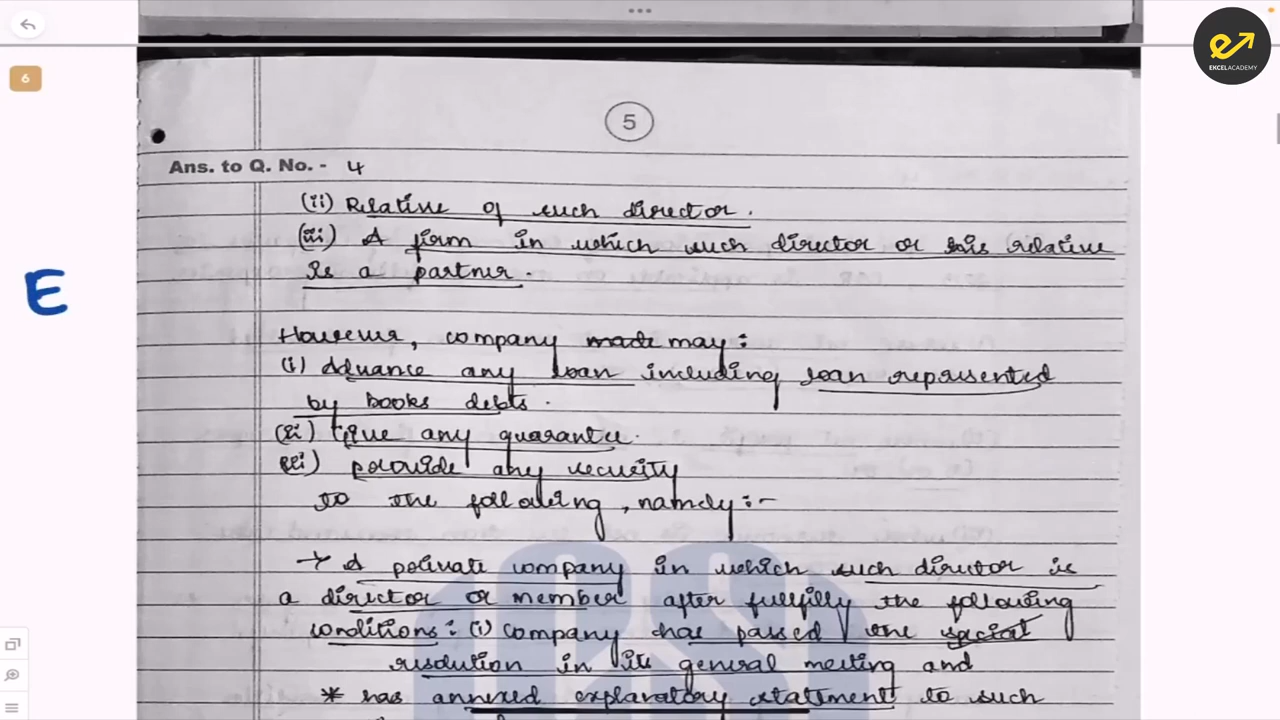 EXCELACADEMY
6
5
Ans. to Q. No. - 4
(ii) Relative of such director.
(iii) A firm in which such director or his relative
is a partner.
E
However, company made may:
(i) Advance any loan including loan represented
by books debts.
(ii) Give any guarantee.
(iii) provide any security
to the following, namely:-
→ A private company in which such director is
a director or member after fullfilly the following
conditions: (i) company has passed the special
resolution in its general meeting and
* has annexed explanatory statement to such